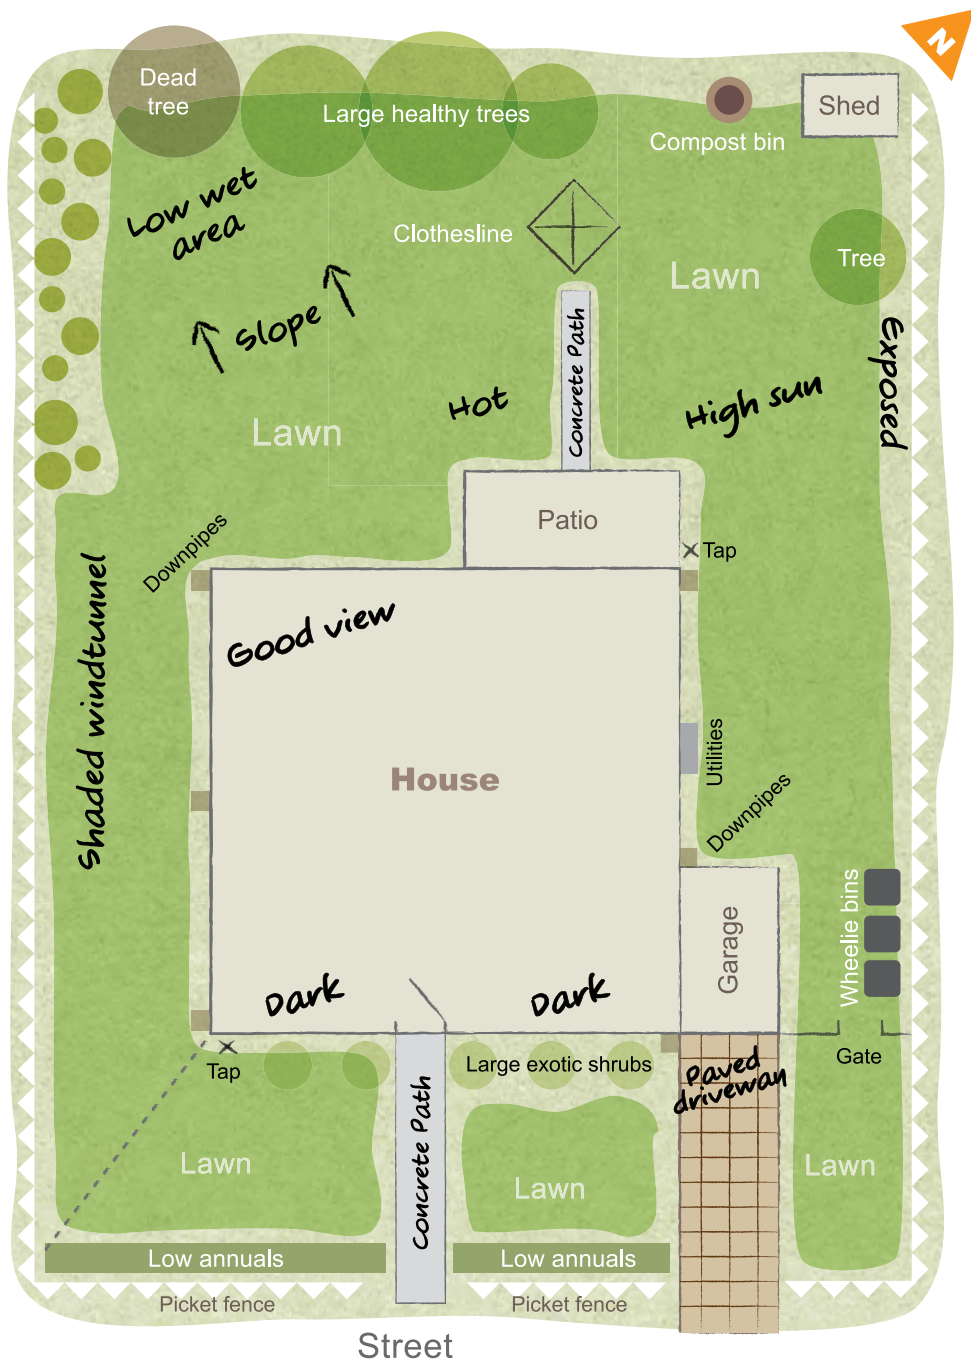 N
Dead
tree
Large healthy trees
Compost bin
Shed
Low wet
area
Clothesline
Lawn
Tree
Slope
Concrete Path
Hot
High sun
Exposed
Lawn
Patio
Downpipes
Tap
Shaded windtunnel
Good view
House
Utilities
Downpipes
Garage
Wheelie bins
Dark
Dark
Gate
Tap
Large exotic shrubs
Paved
driveway
Concrete Path
Lawn
Lawn
Lawn
Low annuals
Low annuals
Picket fence
Picket fence
Street